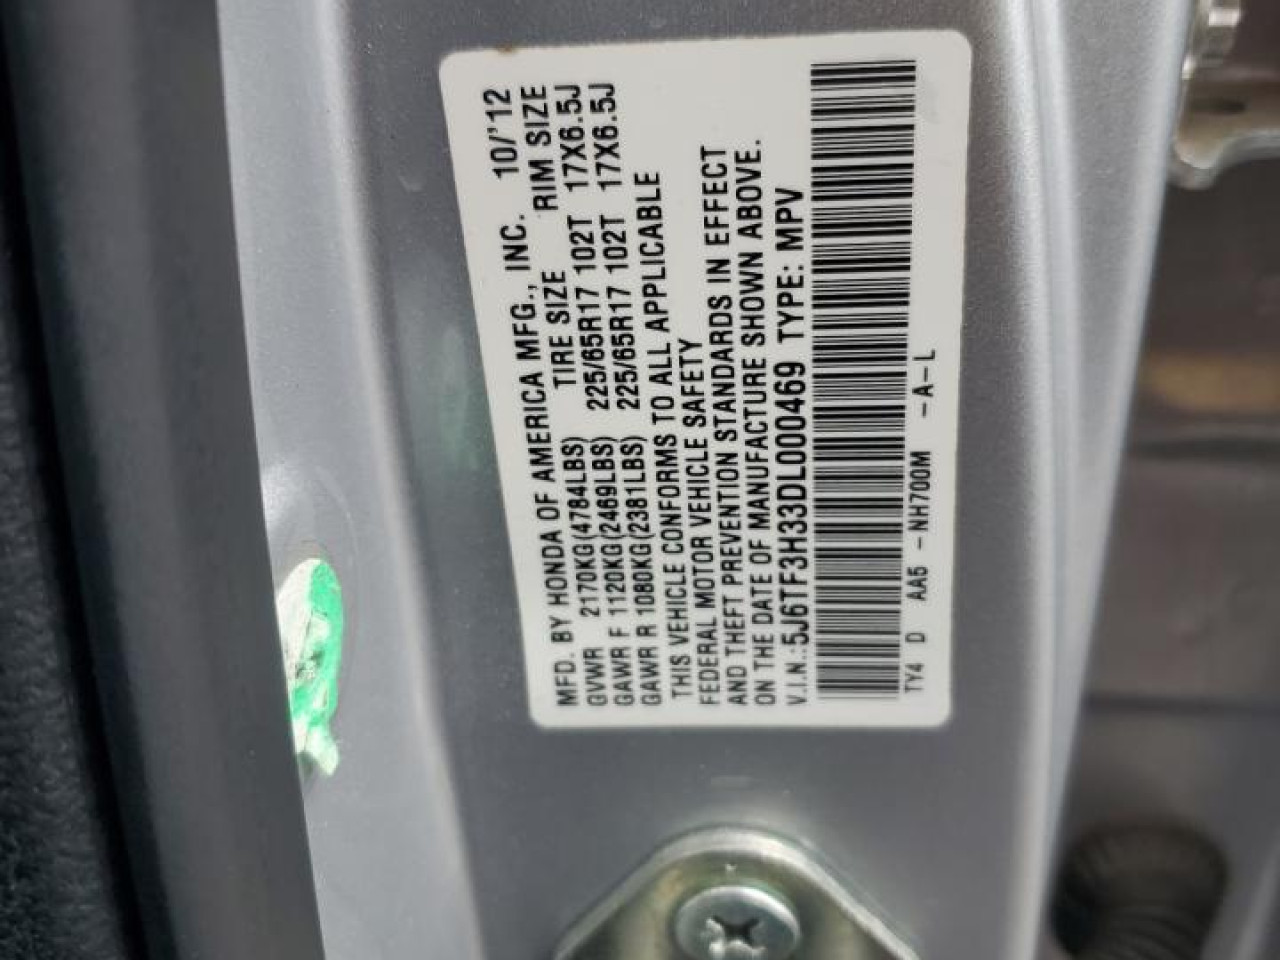 MFD. BY HONDA OF AMERICA MFG., INC. 10/'12
GVWR 2170KG(4784LBS) TIRE SIZE RIM SIZE
GAWR F 1120KG(2469LBS) 225/65R17 102T 17X6.5J
GAWR R 1080KG(2381LBS) 225/65R17 102T 17X6.5J
THIS VEHICLE CONFORMS TO ALL APPLICABLE
FEDERAL MOTOR VEHICLE SAFETY
AND THEFT PREVENTION STANDARDS IN EFFECT
ON THE DATE OF MANUFACTURE SHOWN ABOVE.
V.I.N.:5J6TF3H33DL000469 TYPE: MPV
TY4 D AA5 -NH700M -A-L